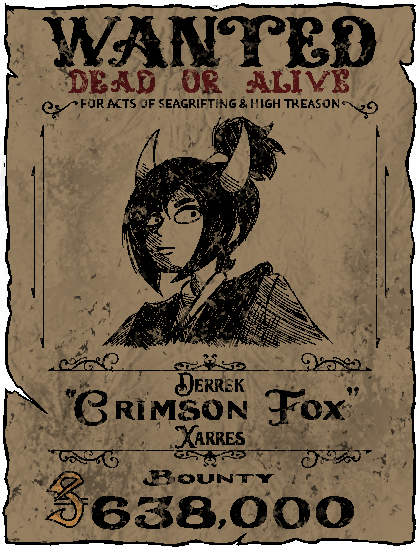 WANTED
DEAD OR ALIVE
FOR ACTS OF SEAGRIFTING & HIGH TREASON
DERREK
"CRIMSON FOX"
XARRES
BOUNTY
638,000